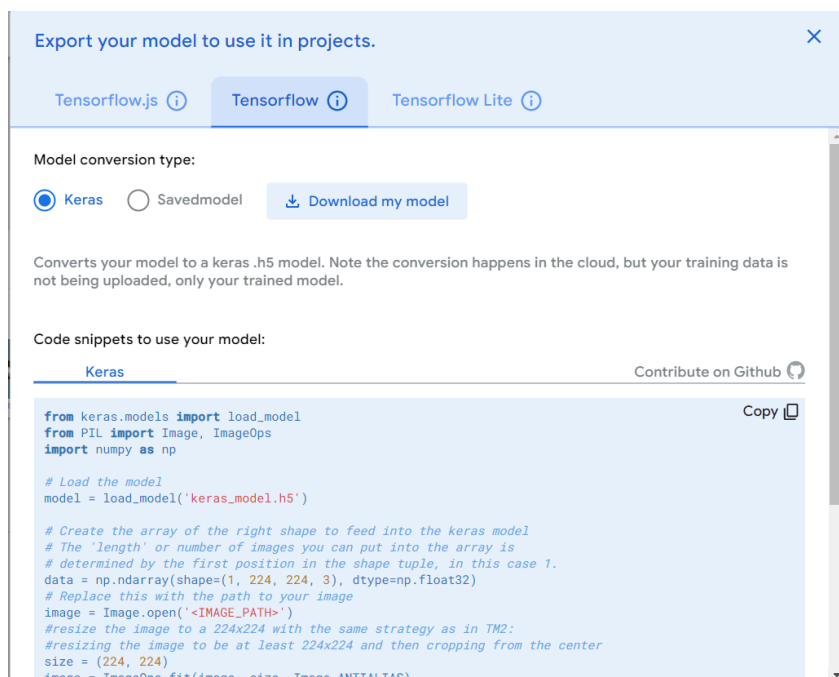 Export your model to use it in projects.
Tensorflow.js
Tensorflow
Tensorflow Lite
Model conversion type:
Keras
Savedmodel
Download my model
Converts your model to a keras .h5 model. Note the conversion happens in the cloud, but your training data is
not being uploaded, only your trained model.
Code snippets to use your model:
Keras
Contribute on Github
Copy
from keras.models import load_model
from PIL import Image, ImageOps
import numpy as np
# Load the model
model = load_model('keras_model.h5')
# Create the array of the right shape to feed into the keras model
# The 'length' or number of images you can put into the array is
# determined by the first position in the shape tuple, in this case 1.
data = np.ndarray(shape=(1, 224, 224, 3), dtype=np.float32)
# Replace this with the path to your image
image = Image.open('<IMAGE_PATH>')
#resize the image to a 224x224 with the same strategy as in TM2:
#resizing the image to be at least 224x224 and then cropping from the center
size = (224, 224)
image = ImageOps.fit(image, size, Image.ANTIALIAS)